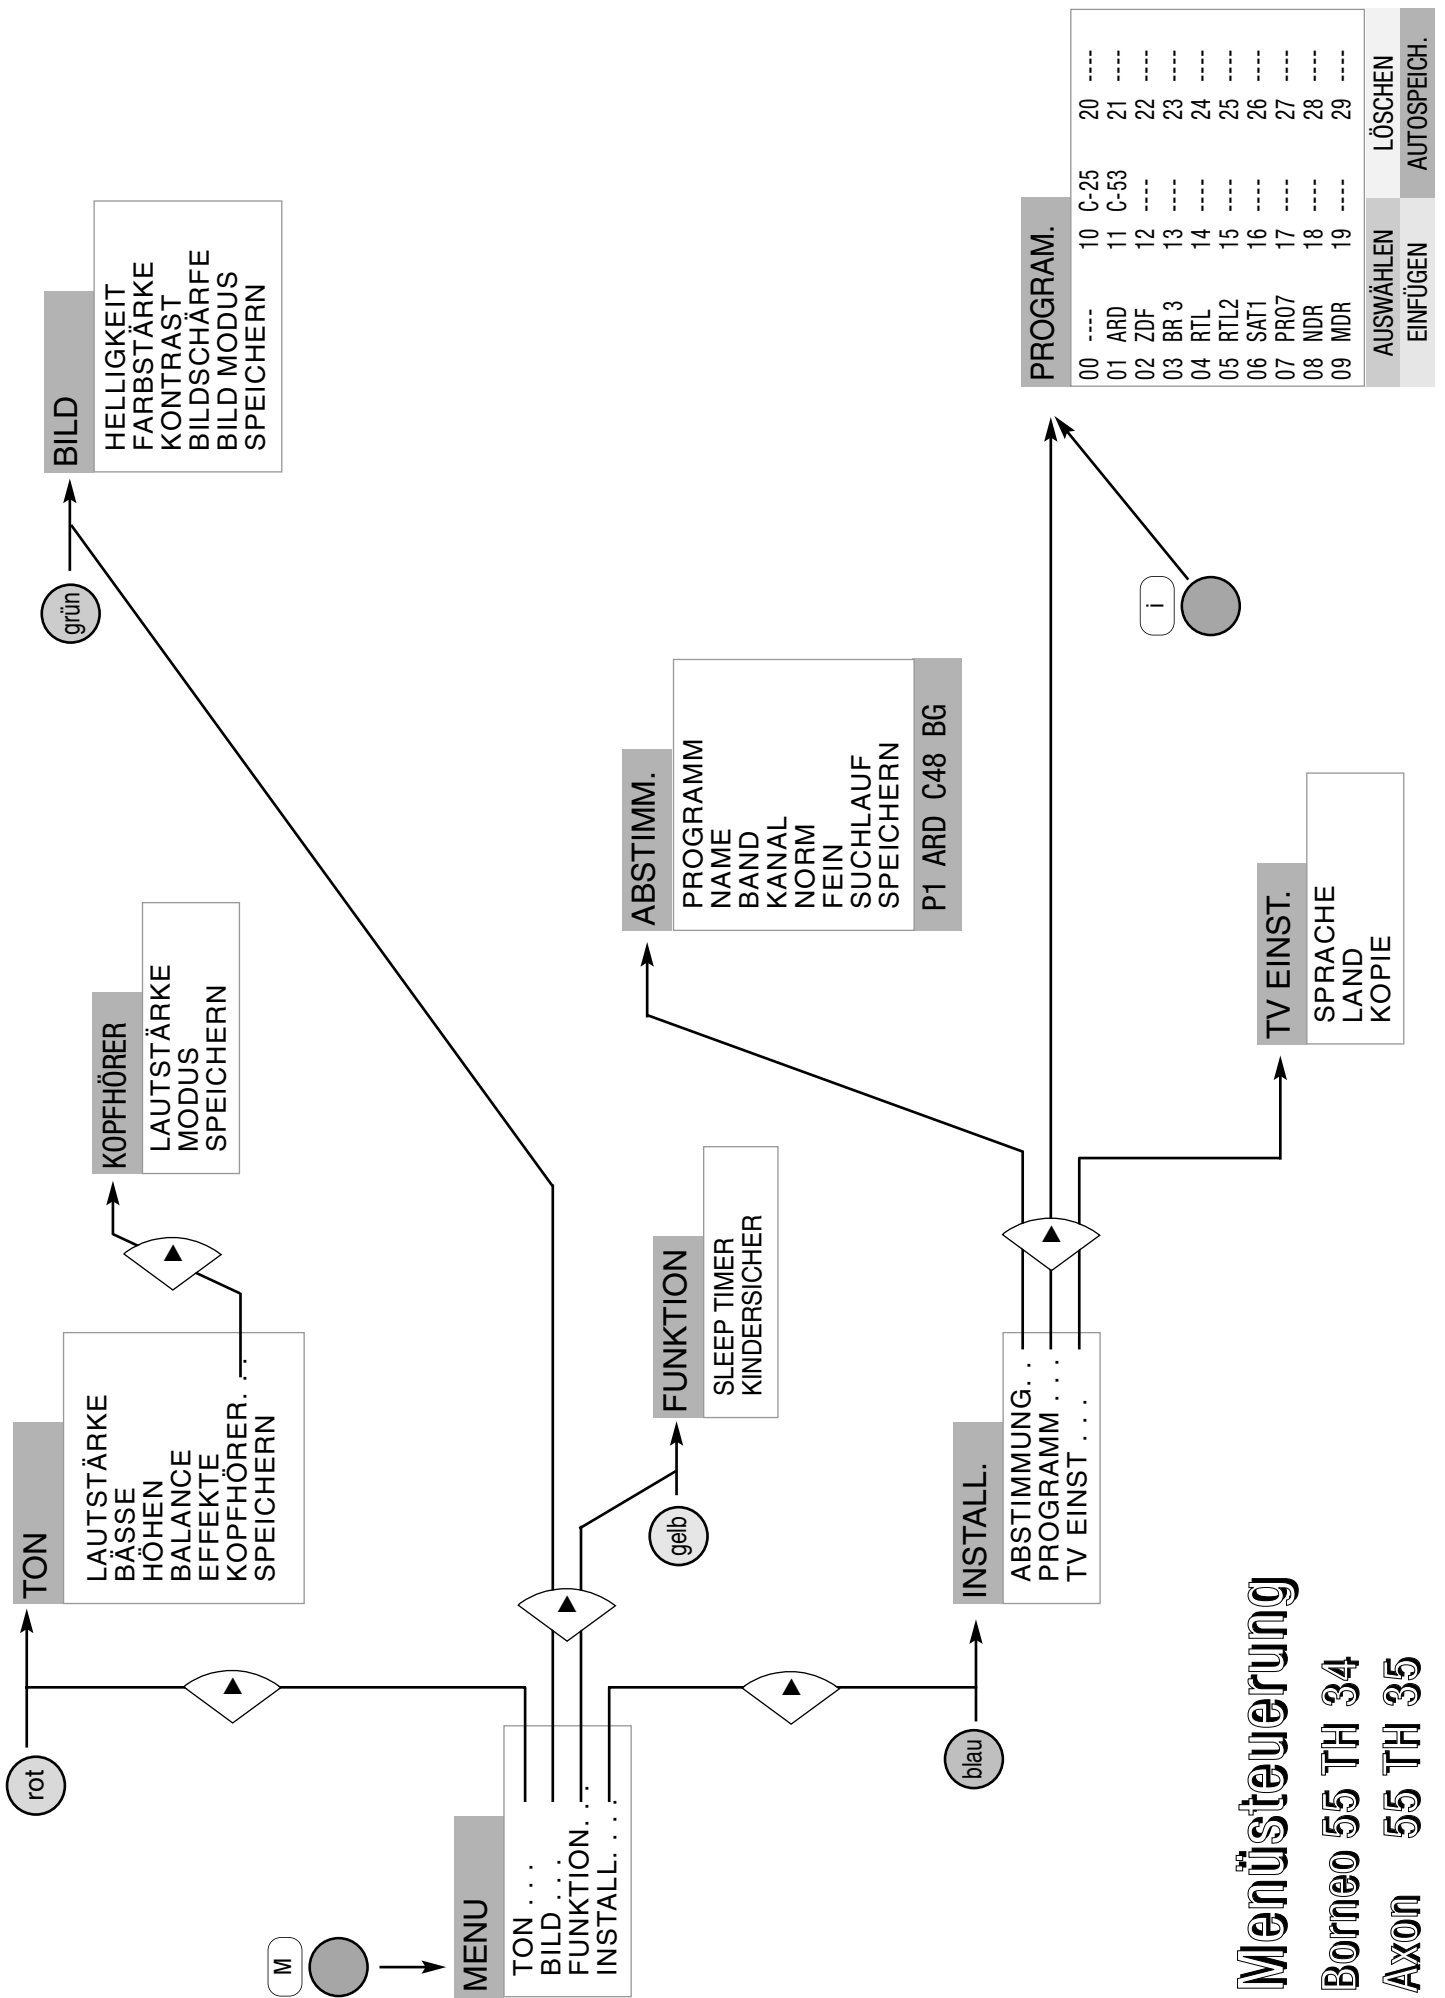 Menüsteuerung
Borneo 55 TH 34
Axon 55 TH 35
M
MENU
TON . . .
BILD . . .
FUNKTION. . .
INSTALL. . . .
rot
TON
LAUTSTÄRKE
BÄSSE
HÖHEN
BALANCE
EFFEKTE
KOPFHÖRER. . .
SPEICHERN
KOPFHÖRER
LAUTSTÄRKE
MODUS
SPEICHERN
grün
BILD
HELLIGKEIT
FARBSTÄRKE
KONTRAST
BILDSCHÄRFE
BILD MODUS
SPEICHERN
gelb
FUNKTION
SLEEP TIMER
KINDERSICHER
blau
INSTALL.
ABSTIMMUNG. . .
PROGRAMM . . .
TV EINST . . .
ABSTIMM.
PROGRAMM
NAME
BAND
KANAL
NORM
FEIN
SUCHLAUF
SPEICHERN
P1 ARD C48 BG
TV EINST.
SPRACHE
LAND
KOPIE
i
PROGRAM.
00 ---- 10 C-25 20 ----
01 ARD 11 C-53 21 ----
02 ZDF 12 ---- 22 ----
03 BR 3 13 ---- 23 ----
04 RTL 14 ---- 24 ----
05 RTL2 15 ---- 25 ----
06 SAT1 16 ---- 26 ----
07 PRO7 17 ---- 27 ----
08 NDR 18 ---- 28 ----
09 MDR 19 ---- 29 ----
AUSWÄHLEN LÖSCHEN
EINFÜGEN AUTOSPEICH.